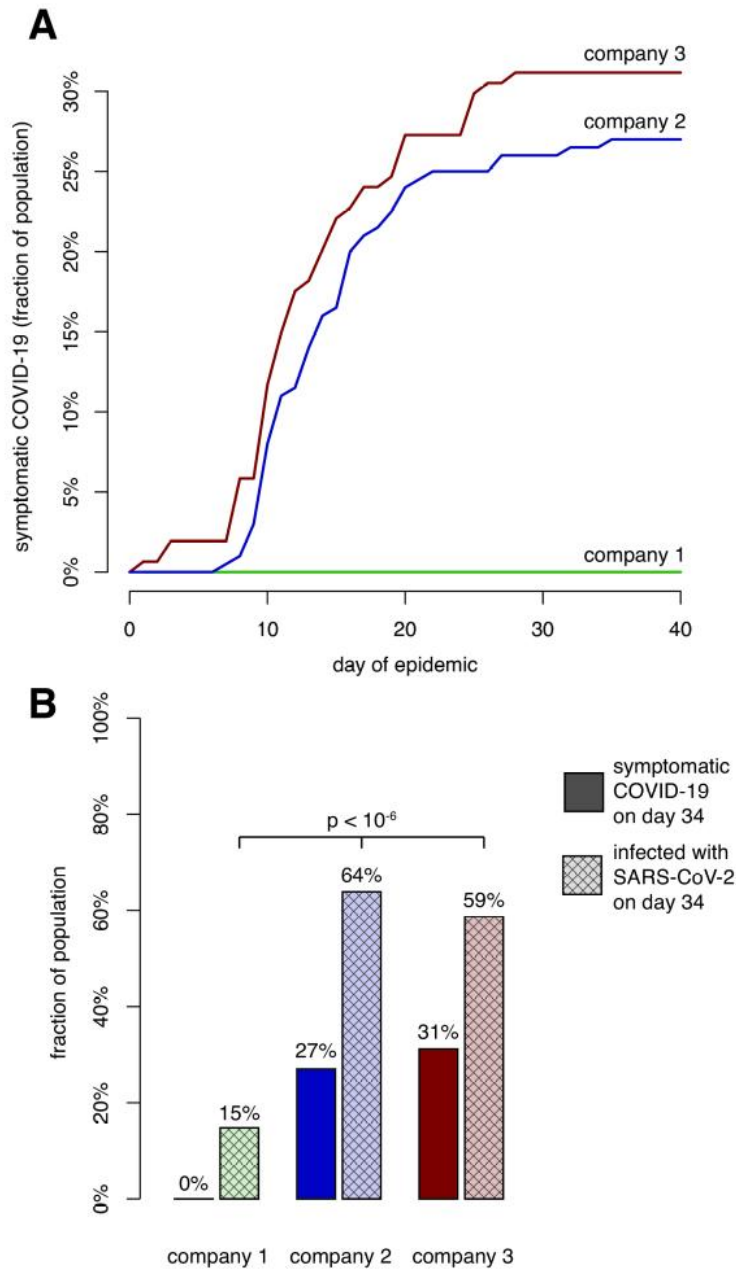 A
symptomatic COVID-19 (fraction of population)
30%
25%
20%
15%
10%
5%
0%
company 3
company 2
company 1
0
10
20
30
40
day of epidemic
B
fraction of population
100%
80%
60%
40%
20%
0%
p < 10-6
64%
59%
31%
27%
15%
0%
company 1
company 2
company 3
symptomatic
COVID-19
on day 34
infected with
SARS-CoV-2
on day 34